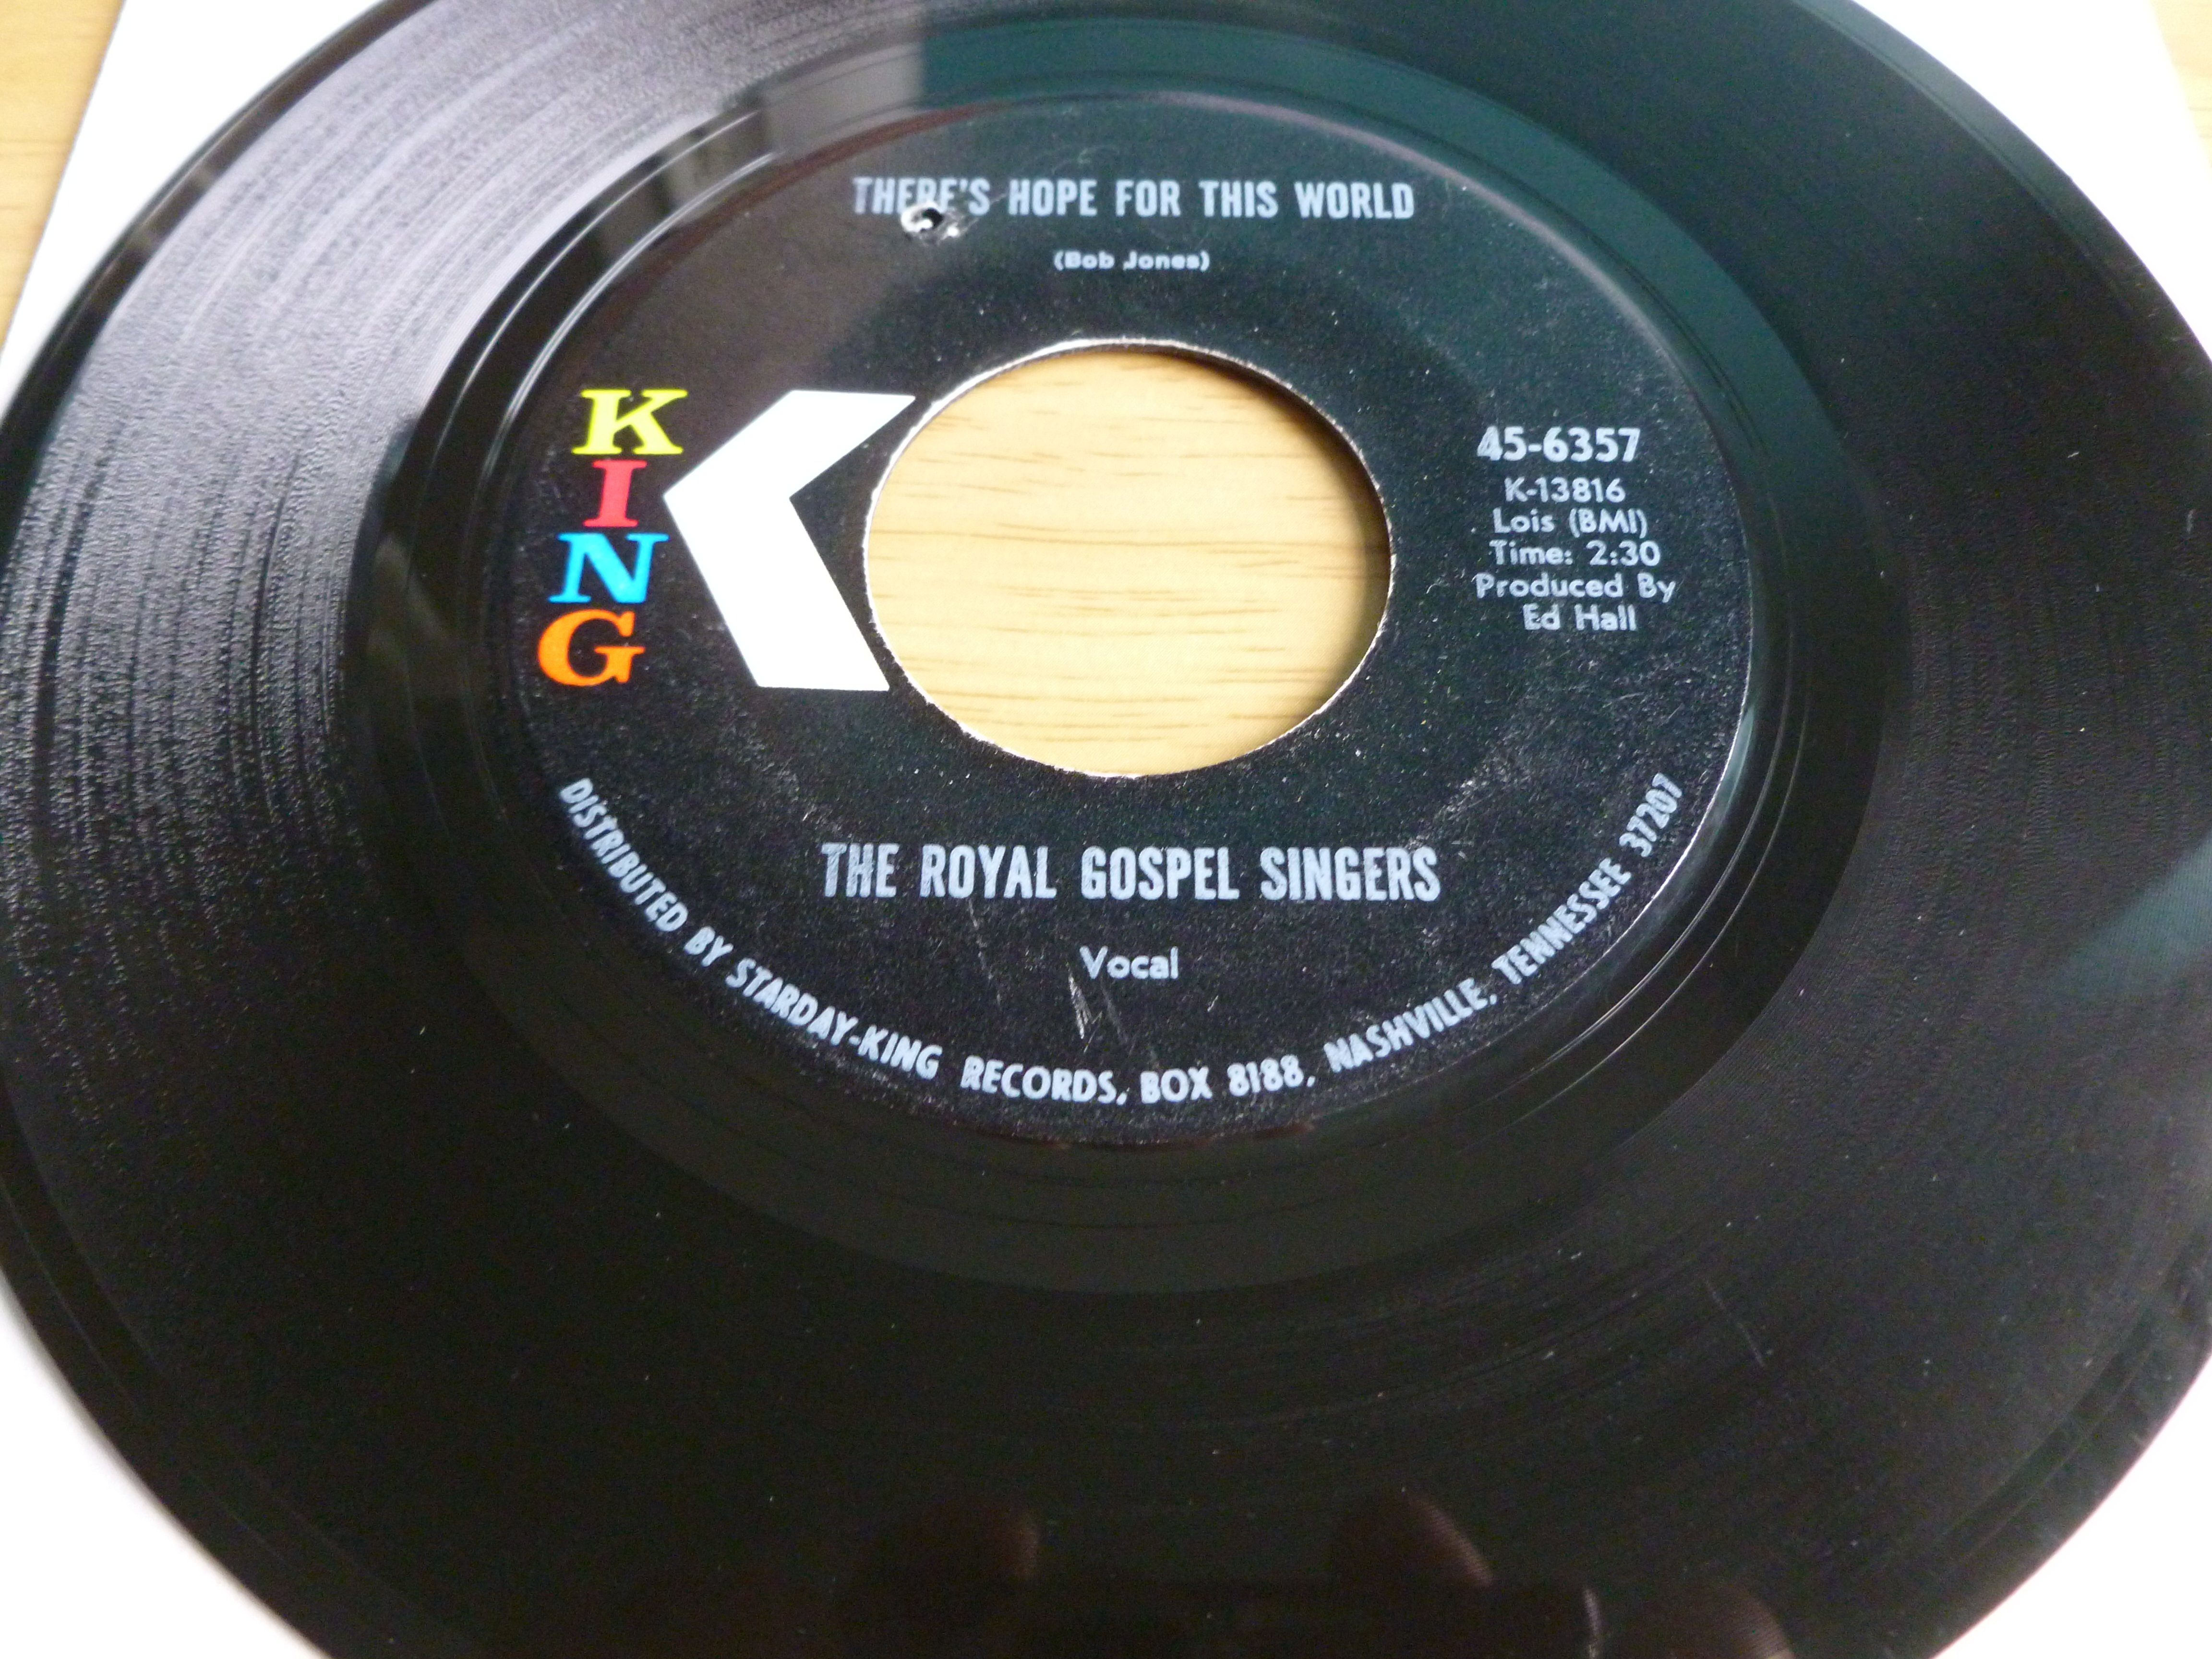 THERE'S HOPE FOR THIS WORLD
(Bob Jones)
KING
45-6357
K-13816
Lois (BMI)
Time: 2:30
Produced By
Ed Hall
THE ROYAL GOSPEL SINGERS
Vocal
DISTRIBUTED BY STARDAY-KING RECORDS, BOX 8188, NASHVILLE, TENNESSEE 37207